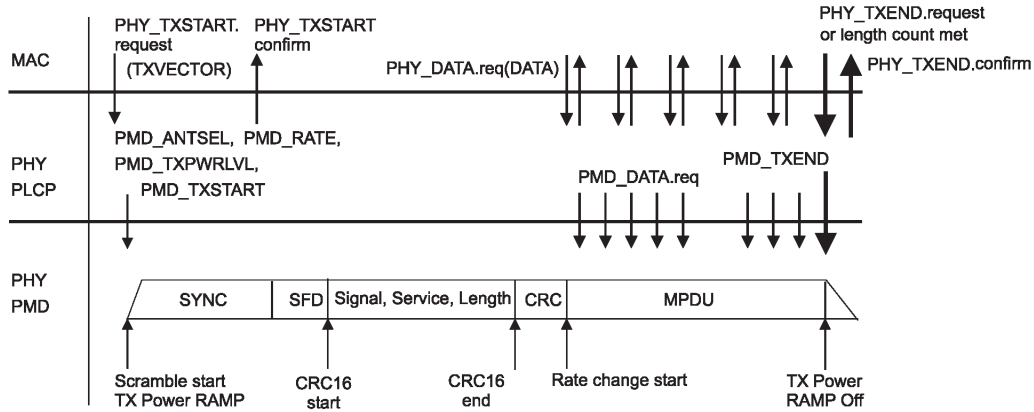 MAC
PHY_TXSTART.
request
(TXVECTOR)
PHY_TXSTART
confirm
PHY_DATA.req(DATA)
PHY_TXEND.request
or length count met
PHY_TXEND.confirm
PHY
PLCP
PMD_ANTSEL, PMD_RATE,
PMD_TXPWRLVL,
PMD_TXSTART
PMD_DATA.req
PMD_TXEND
PHY
PMD
SYNC
SFD
Signal, Service, Length
CRC
MPDU
Scramble start
TX Power RAMP
CRC16
start
CRC16
end
Rate change start
TX Power
RAMP Off